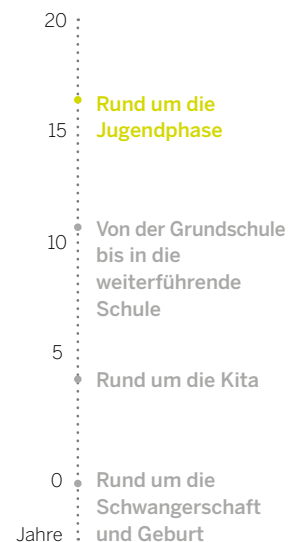 20
Rund um die
15 Jugendphase
Von der Grundschule
10 bis in die
weiterführende
Schule
5
Rund um die Kita
0 Rund um die
Schwangerschaft
Jahre und Geburt